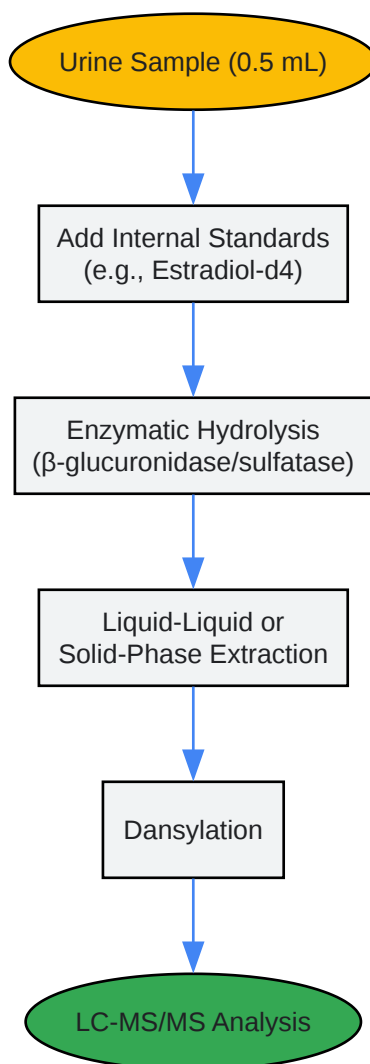 Urine Sample (0.5 mL)
Add Internal Standards
(e.g., Estradiol-d4)
Enzymatic Hydrolysis
(β-glucuronidase/sulfatase)
Liquid-Liquid or
Solid-Phase Extraction
Dansylation
LC-MS/MS Analysis